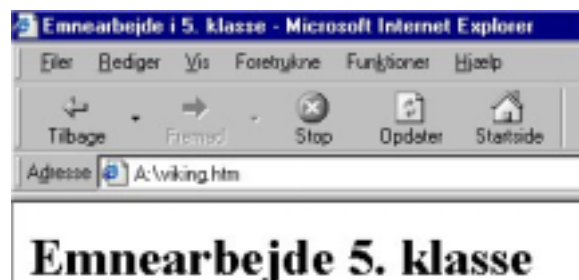 Emnearbejde i 5. klasse - Microsoft Internet Explorer
Filer Rediger Vis Foretrukne Funktioner Hjælp
Tilbage Fremad Stop Opdater Startside
Adresse A:\viking.htm
Emnearbejde 5. klasse